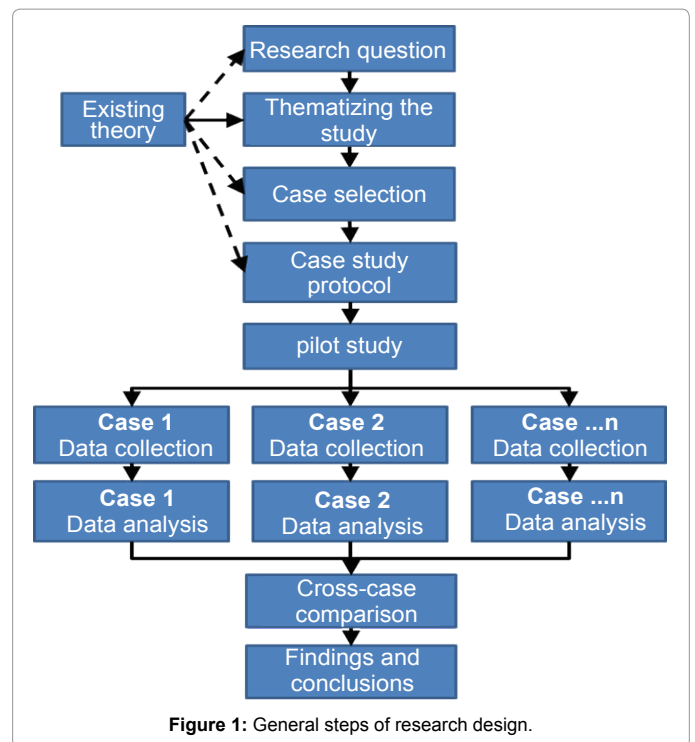 Research question
Existing
theory
Thematizing the
study
Case selection
Case study
protocol
pilot study
Case 1
Data collection
Case 2
Data collection
Case ...n
Data collection
Case 1
Data analysis
Case 2
Data analysis
Case ...n
Data analysis
Cross-case
comparison
Findings and
conclusions
Figure 1: General steps of research design.